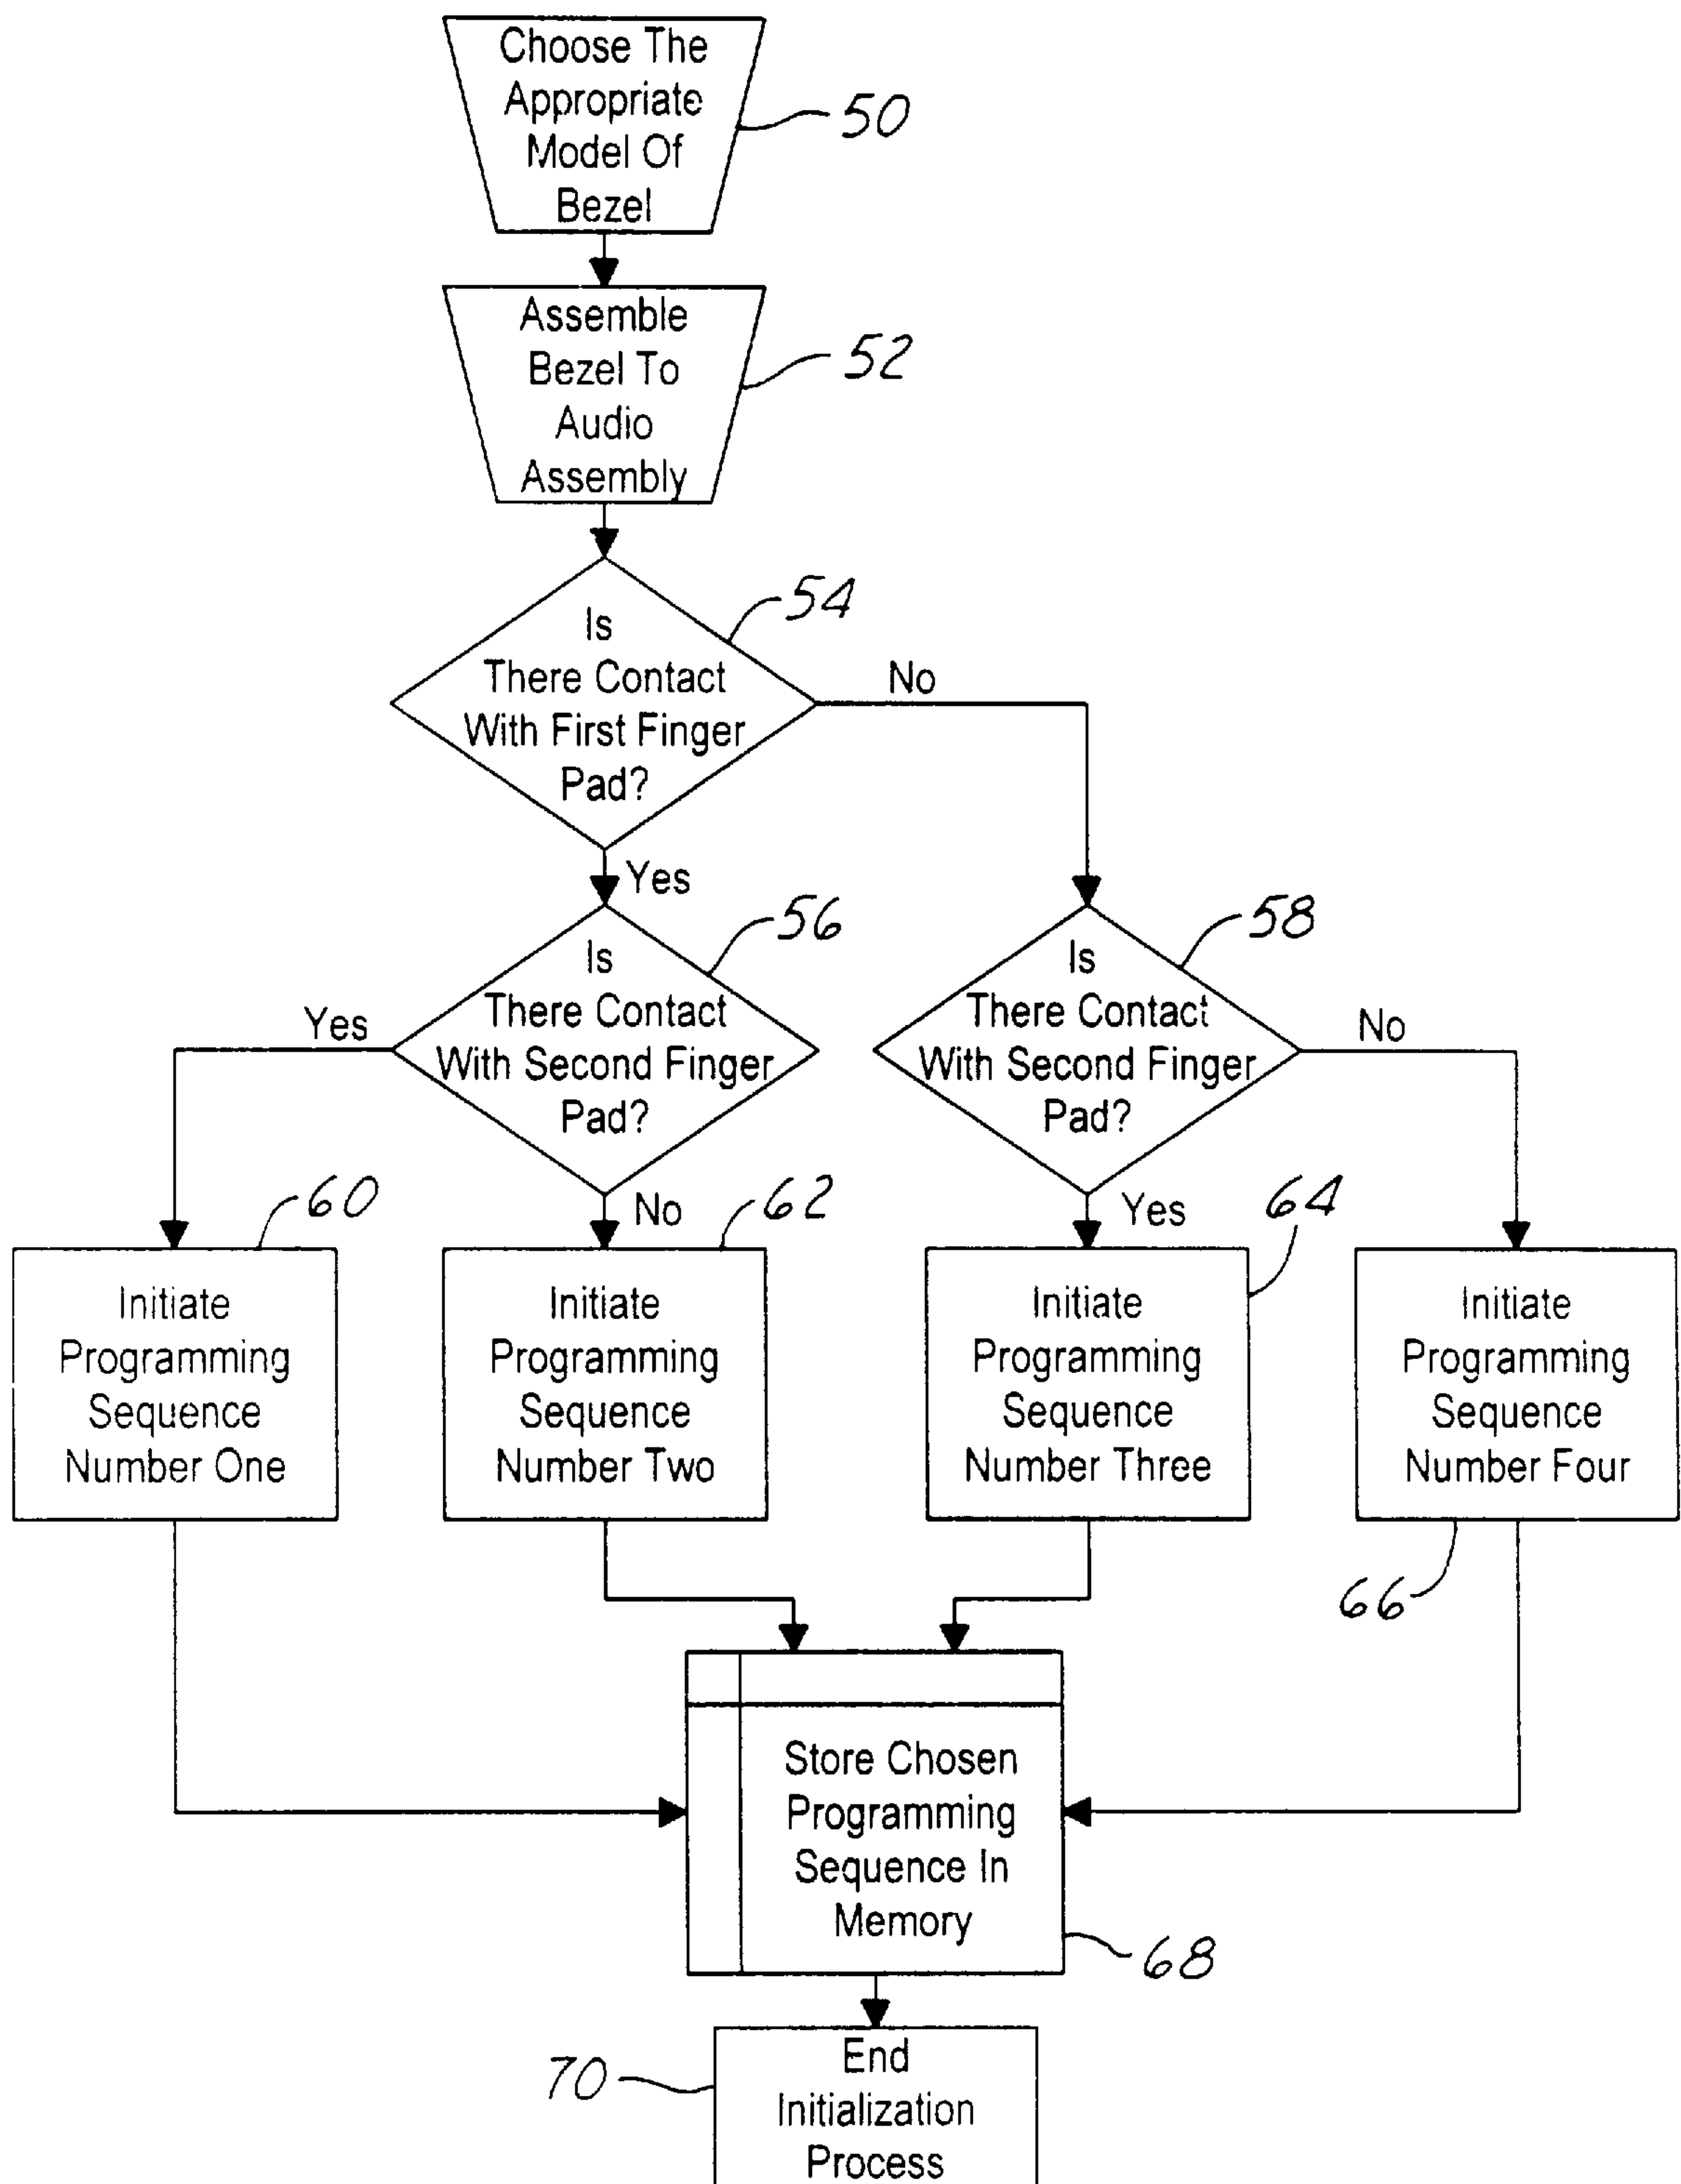 Choose The
Appropriate
Model Of
Bezel
50
Assemble
Bezel To
Audio
Assembly
52
Is
There Contact
With First Finger
Pad?
54
No
Yes
Is
There Contact
With Second Finger
Pad?
56
Is
There Contact
With Second Finger
Pad?
58
Yes
No
Yes
No
Initiate
Programming
Sequence
Number One
60
Initiate
Programming
Sequence
Number Two
62
Initiate
Programming
Sequence
Number Three
64
Initiate
Programming
Sequence
Number Four
66
Store Chosen
Programming
Sequence In
Memory
68
End
Initialization
Process
70